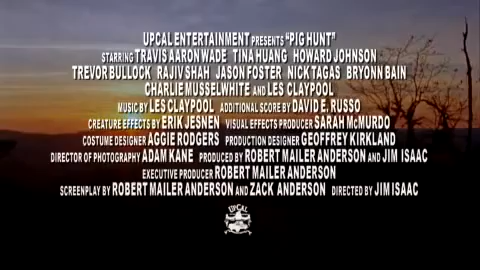 UPCAL ENTERTAINMENT PRESENTS "PIG HUNT"
STARRING TRAVIS AARON WADE TINA HUANG HOWARD JOHNSON
TREVOR BULLOCK RAJIV SHAH JASON FOSTER NICK TAGAS BRYONN BAIN
CHARLIE MUSSELWHITE AND LES CLAYPOOL
MUSIC BY LES CLAYPOOL ADDITIONAL SCORE BY DAVID E. RUSSO
CREATURE EFFECTS BY ERIK JESNEN VISUAL EFFECTS PRODUCER SARAH MCMURDO
COSTUME DESIGNER AGGIE RODGERS PRODUCTION DESIGNER GEOFFREY KIRKLAND
DIRECTOR OF PHOTOGRAPHY ADAM KANE PRODUCED BY ROBERT MAILER ANDERSON AND JIM ISAAC
EXECUTIVE PRODUCER ROBERT MAILER ANDERSON
SCREENPLAY BY ROBERT MAILER ANDERSON AND ZACK ANDERSON DIRECTED BY JIM ISAAC
UPCAL